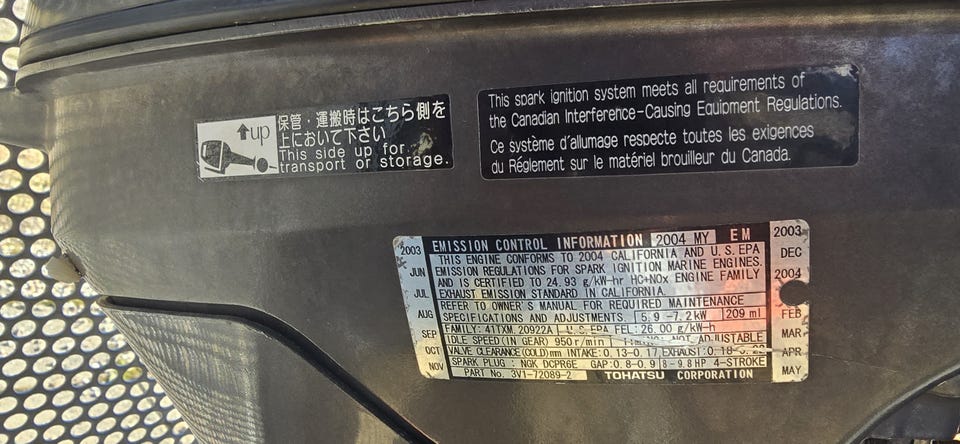 up
保管・運搬時はこちら側を
上において下さい
This side up for
transport or storage.
This spark ignition system meets all requirements of
the Canadian Interference-Causing Equipment Regulations.
Ce système d'allumage respecte toutes les exigences
du Règlement sur le matériel brouilleur du Canada.
2003
JUN
JUL
AUG
SEP
OCT
NOV
EMISSION CONTROL INFORMATION 2004 MY EM
THIS ENGINE CONFORMS TO 2004 CALIFORNIA AND U.S.EPA
EMISSION REGULATIONS FOR SPARK IGNITION MARINE ENGINES.
AND IS CERTIFIED TO 24.93 g/kW-hr HC+NOx ENGINE FAMILY
EXHAUST EMISSION STANDARD IN CALIFORNIA.
REFER TO OWNER'S MANUAL FOR REQUIRED MAINTENANCE
SPECIFICATIONS AND ADJUSTMENTS. 5.9-7.2kW 209 ml
FAMILY: 41TXM.20922A U.S.EPA FEL: 26.00 g/kW-h
IDLE SPEED(IN GEAR) 950r/min NOT ADJUSTABLE
VALVE CLEARANCE(COLD)mm INTAKE:0.13-0.17 EXHAUST:0.18-
SPARK PLUG : NGK DCPR6E GAP:0.8-0.9 8-9.8HP 4-STROKE
PART No. 3V1-72089-2 TOHATSU CORPORATION
2003
DEC
2004
FEB
MAR
APR
MAY